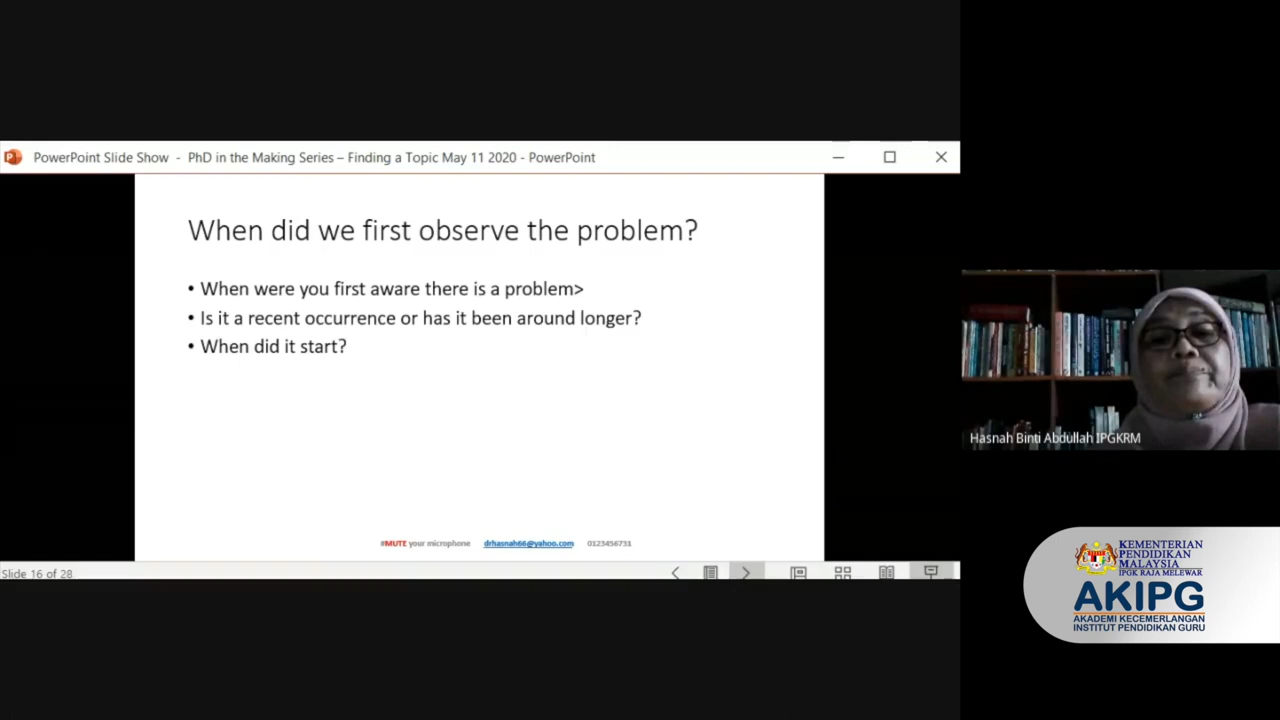 PowerPoint Slide Show - PhD in the Making Series – Finding a Topic May 11 2020 - PowerPoint
When did we first observe the problem?
• When were you first aware there is a problem>
• Is it a recent occurrence or has it been around longer?
• When did it start?
#MUTE your microphone drhasnah66@yahoo.com 0123456731
Slide 16 of 28
Hasnah Binti Abdullah IPGKRM
KEMENTERIAN
PENDIDIKAN
MALAYSIA
IPGK RAJA MELEWAR
AKIPG
AKADEMI KECEMERLANGAN
INSTITUT PENDIDIKAN GURU